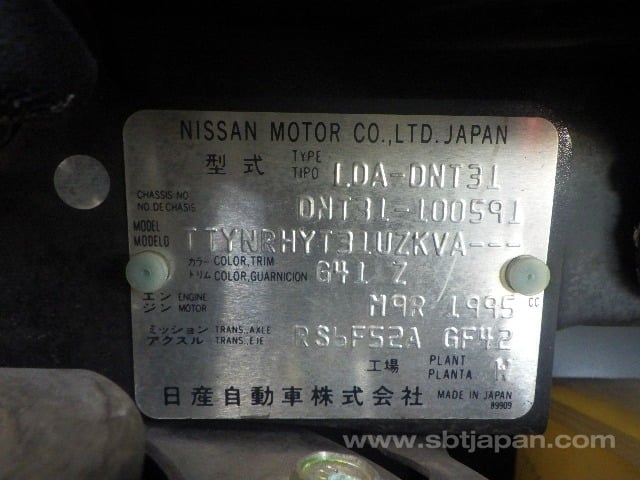 NISSAN MOTOR CO.,LTD. JAPAN
型式 TYPE TIPO LDA-DNT31
CHASSIS NO. NO.DE CHASIS DNT31-100591
MODEL MODELO TTYNRHYT31UZKVA---
カラー トリム COLOR,TRIM COLOR,GUARNICION G41 Z
エンジン ENGINE MOTOR M9R 1995 CC
ミッション アクスル TRANS.,AXLE TRANS.,EJE RS6F52A GF42
工場 PLANT PLANTA
日産自動車株式会社 MADE IN JAPAN
89909
www.sbtjapan.com